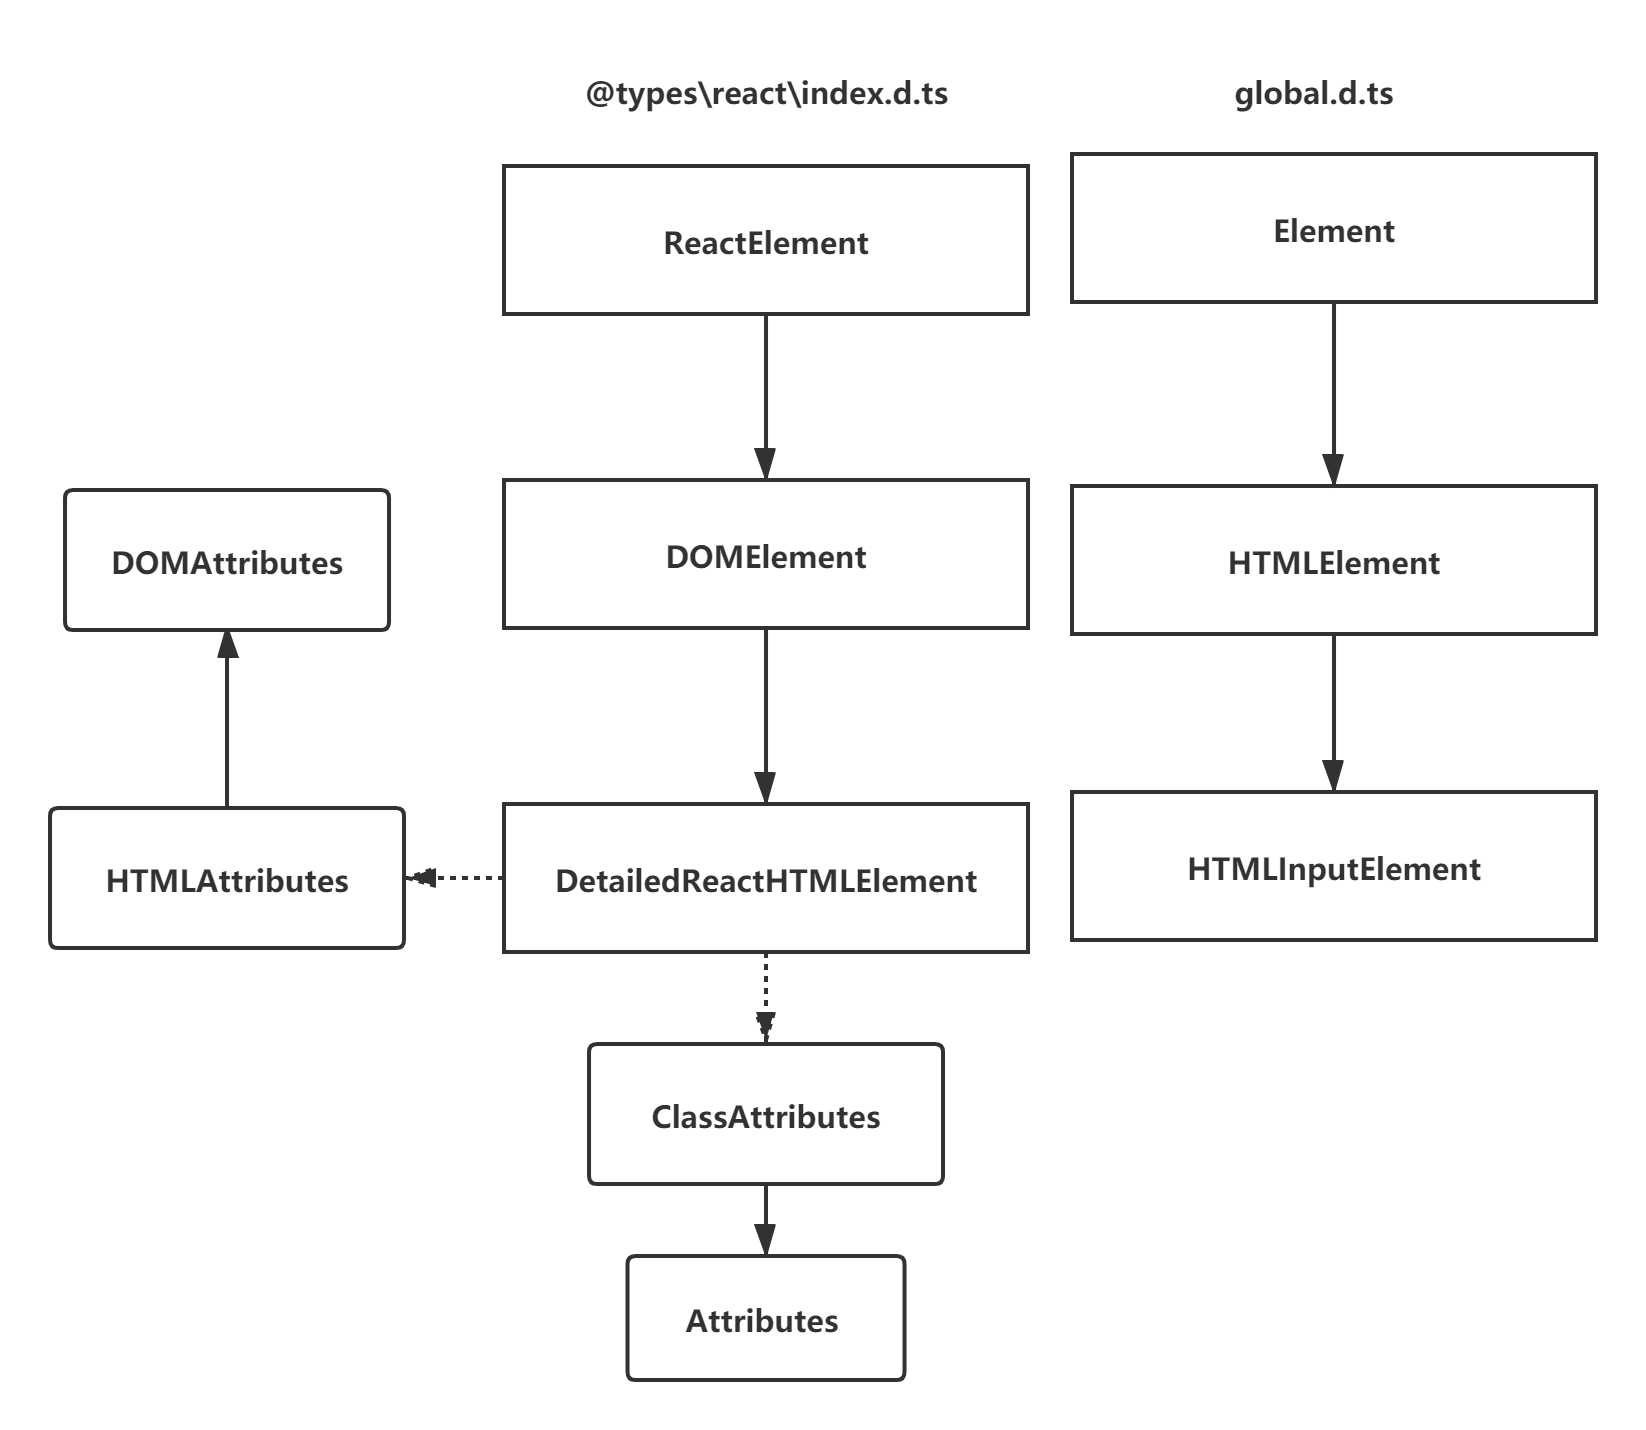 @types\react\index.d.ts
global.d.ts
ReactElement
Element
DOMAttributes
DOMElement
HTMLElement
HTMLAttributes
DetailedReactHTMLElement
HTMLInputElement
ClassAttributes
Attributes